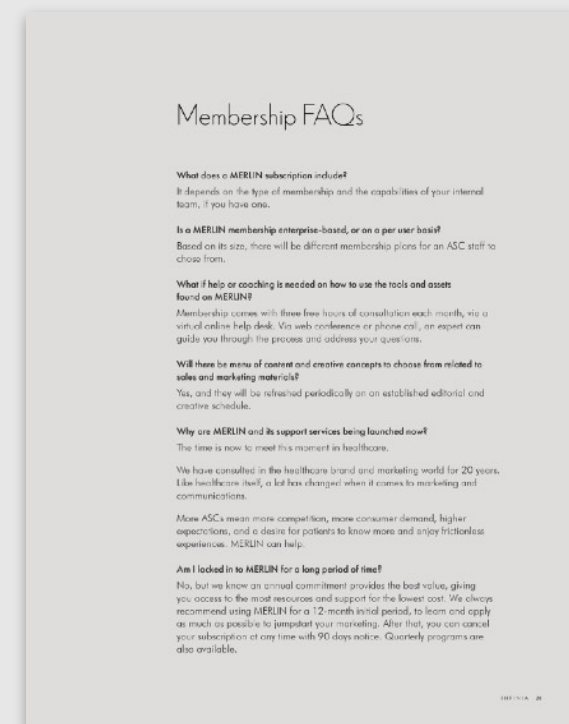 Membership FAQs
What does a MERLIN subscription include?
It depends on the type of membership and the capabilities of your internal
team, if you have one.
Is a MERLIN membership enterprise-based, or on a per user basis?
Based on its size, there will be different membership plans for an ASC staff to
chose from.
What if help or coaching is needed on how to use the tools and assets
found on MERLIN?
Membership comes with three free hours of consultation each month, via a
virtual online help desk. Via web conference or phone call, an expert can
guide you through the process and address your questions.
Will there be menu of content and creative concepts to choose from related to
sales and marketing materials?
Yes, and they will be refreshed periodically on an established editorial and
creative schedule.
Why are MERLIN and its support services being launched now?
The time is now to meet this moment in healthcare.
We have consulted in the healthcare brand and marketing world for 20 years.
Like healthcare itself, a lot has changed when it comes to marketing and
communications.
More ASCs mean more competition, more consumer demand, higher
expectations, and a desire for patients to know more and enjoy frictionless
experiences. MERLIN can help.
Am I locked in to MERLIN for a long period of time?
No, but we know an annual commitment provides the best value, giving
you access to the most resources and support for the lowest cost. We always
recommend using MERLIN for a 12-month initial period, to learn and apply
as much as possible to jumpstart your marketing. After that, you can cancel
your subscription at any time with 90 days notice. Quarterly programs are
also available.